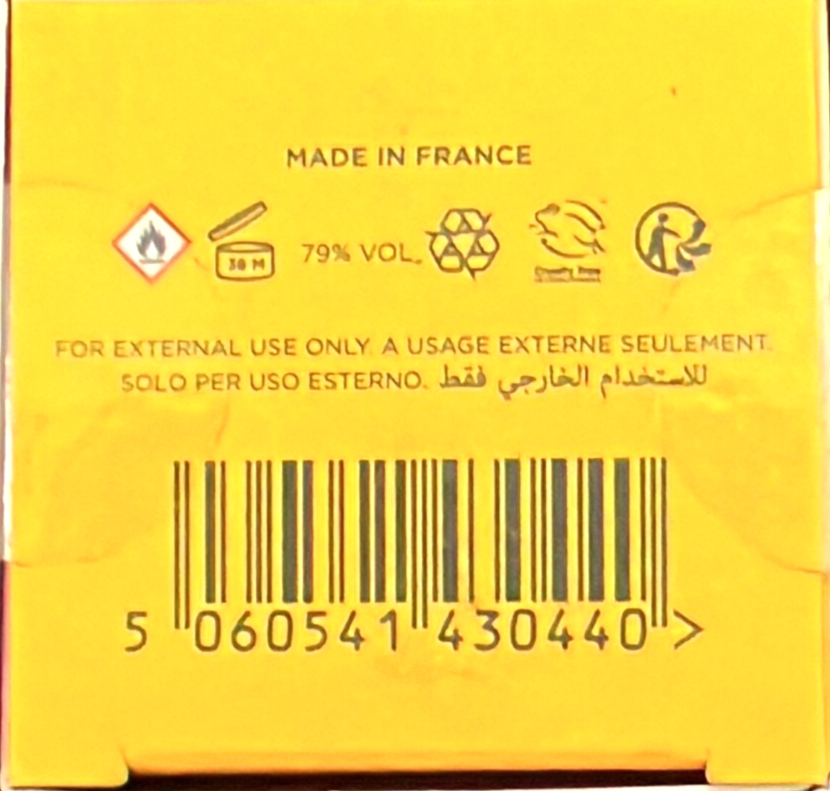 MADE IN FRANCE
79% VOL.
FOR EXTERNAL USE ONLY. A USAGE EXTERNE SEULEMENT.
SOLO PER USO ESTERNO. للاستخدام الخارجي فقط
5 060541 430440 >